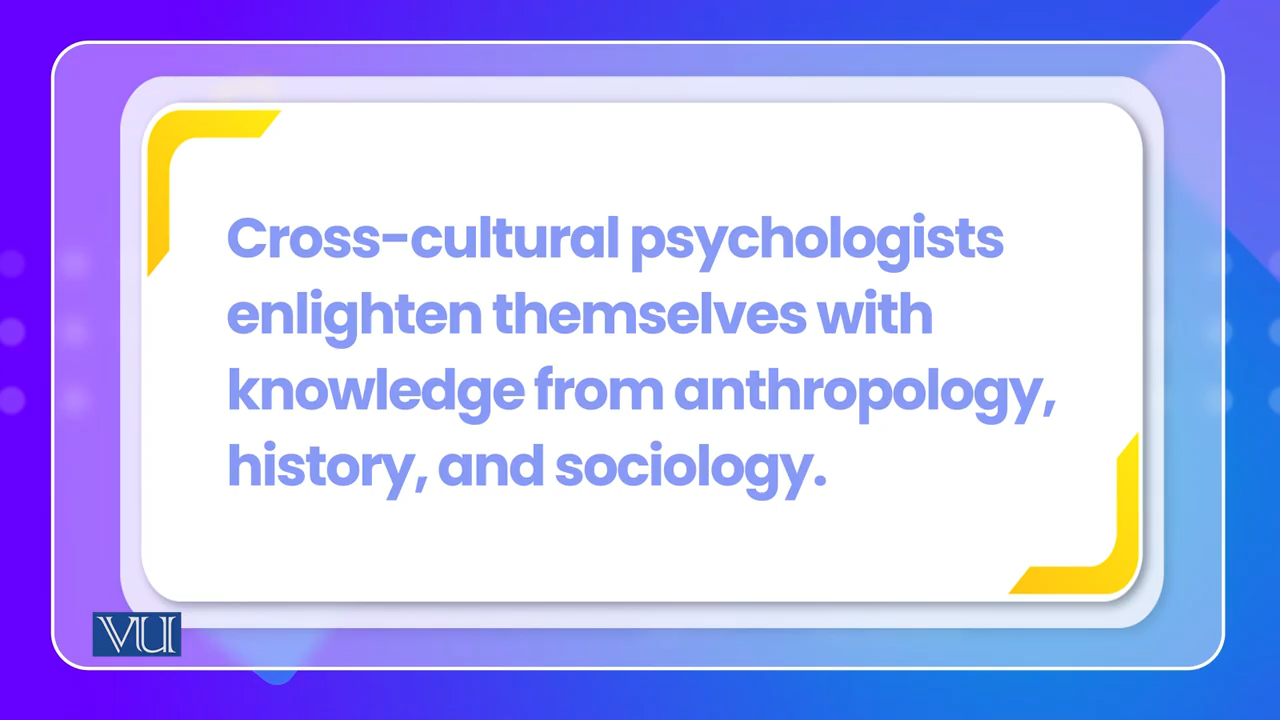 Cross-cultural psychologists
enlighten themselves with
knowledge from anthropology,
history, and sociology.
VU